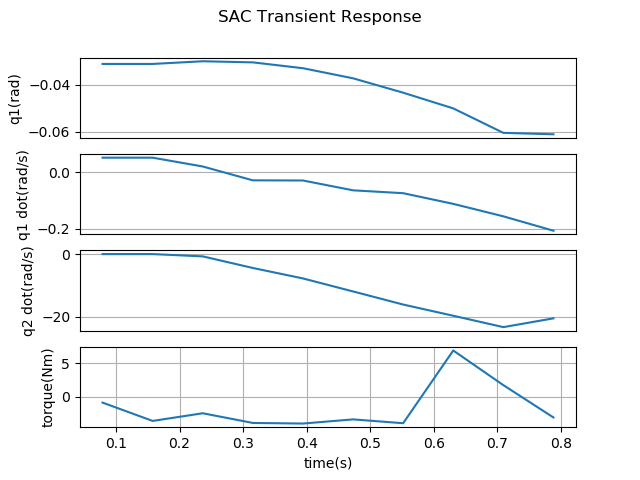 SAC Transient Response
q1(rad)
−0.04
−0.06
q1 dot(rad/s)
0.0
−0.2
q2 dot(rad/s)
0
−20
torque(Nm)
5
0
0.1 0.2 0.3 0.4 0.5 0.6 0.7 0.8
time(s)